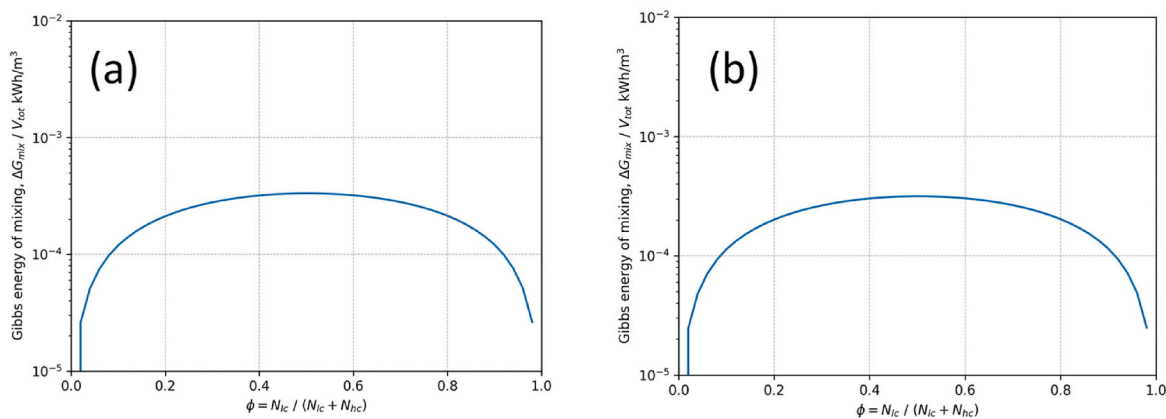 (a)
Gibbs energy of mixing, ΔG_mix / V_tot kWh/m³
10⁻²
10⁻³
10⁻⁴
10⁻⁵
0.0 0.2 0.4 0.6 0.8 1.0
ϕ = N_lc / (N_lc + N_hc)
(b)
Gibbs energy of mixing, ΔG_mix / V_tot kWh/m³
10⁻²
10⁻³
10⁻⁴
10⁻⁵
0.0 0.2 0.4 0.6 0.8 1.0
ϕ = N_lc / (N_lc + N_hc)